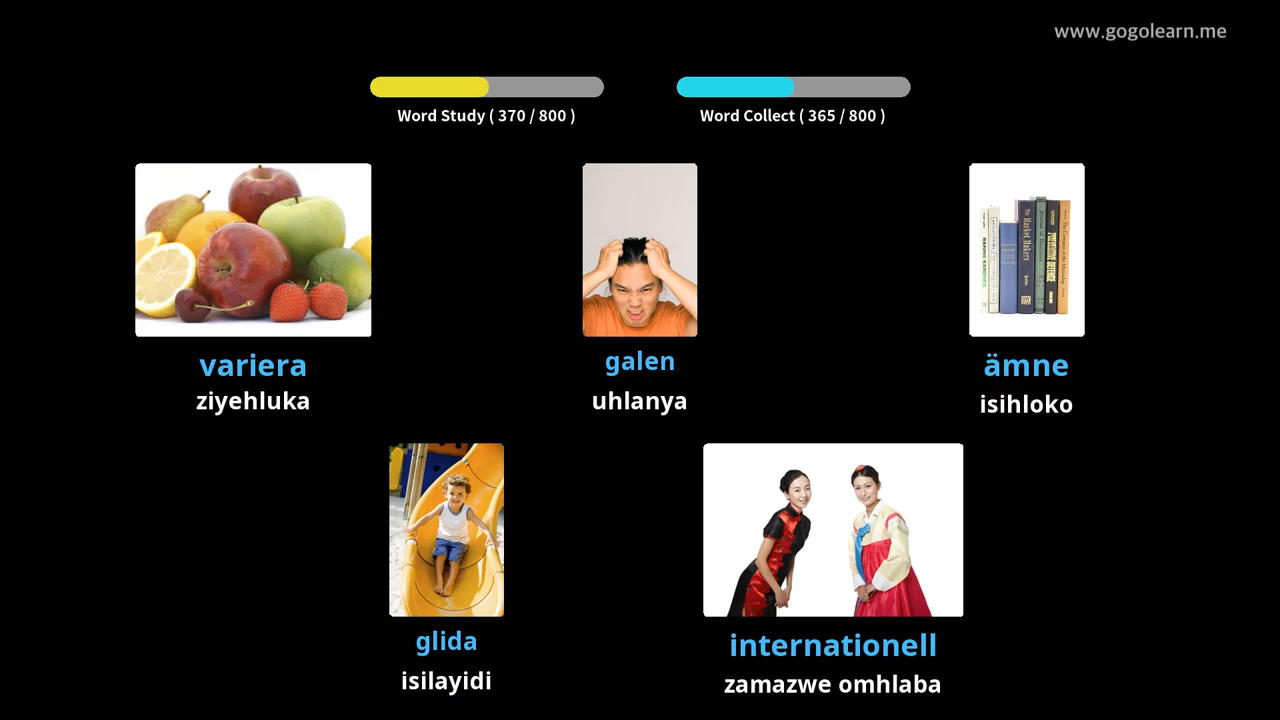 www.gogolearn.me
Word Study ( 370 / 800 )
Word Collect ( 365 / 800 )
variera
ziyehluka
galen
uhlanya
ämne
isihloko
glida
isilayidi
internationell
zamazwe omhlaba